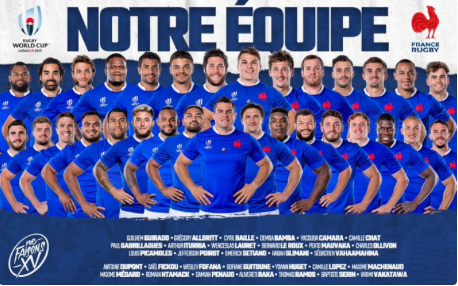 NOTRE ÉQUIPE
RUGBY
WORLD CUP
FRANCE
RUGBY
GUILHEM GUIRADO • GRÉGORY ALLDRITT • CYRIL BAILLE • DEMBA BAMBA • YACOUBA CAMARA • CAMILLE CHAT
PAUL GABRILLAGUES • ARTHUR ITURRIA • WENCESLAS LAURET • BERNARD LE ROUX • PEATO MAUVAKA • CHARLES OLLIVON
LOUIS PICAMOLES • JEFFERSON POIROT • EMERICK SETIANO • RABAH SLIMANI • SÉBASTIEN VAHAAMAHINA
ANTOINE DUPONT • GAËL FICKOU • WESLEY FOFANA • SOFIANE GUITOUNE • YOANN HUGET • CAMILLE LOPEZ • MAXIME MACHENAUD
MAXIME MÉDARD • ROMAIN NTAMACK • DAMIAN PENAUD • ALIVERETI RAKA • THOMAS RAMOS • BAPTISTE SERIN • VIRIMI VAKATAWA
FAMOUS
XV